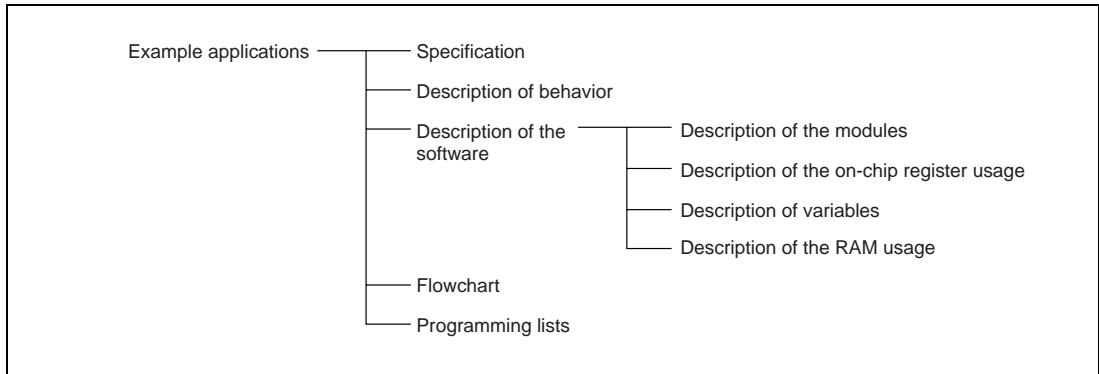 Example applications
Specification
Description of behavior
Description of the
software
Description of the modules
Description of the on-chip register usage
Description of variables
Description of the RAM usage
Flowchart
Programming lists